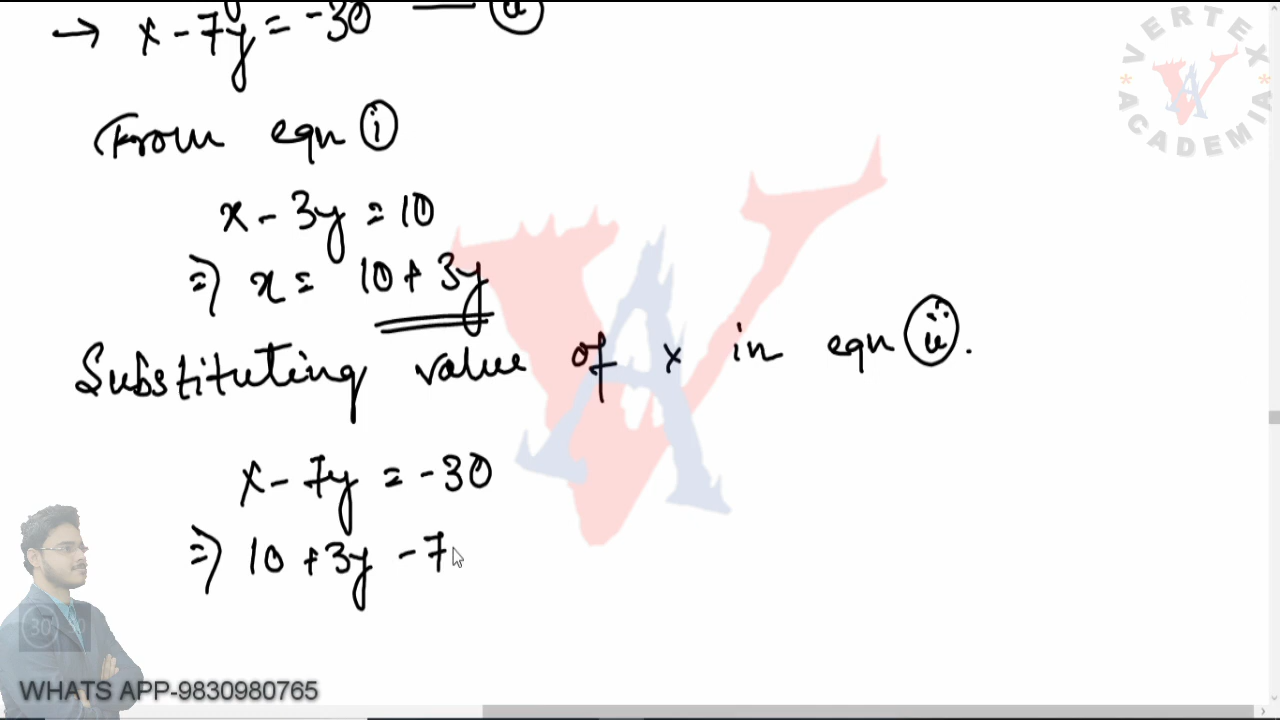 → x - 7y = -30 — (ii)
From eqn (i)
x - 3y = 10
=) x = 10 + 3y
Substituting value of x in eqn (ii).
x - 7y = -30
=) 10 + 3y - 7
VERTEX
ACADEMIA
WHATS APP-9830980765